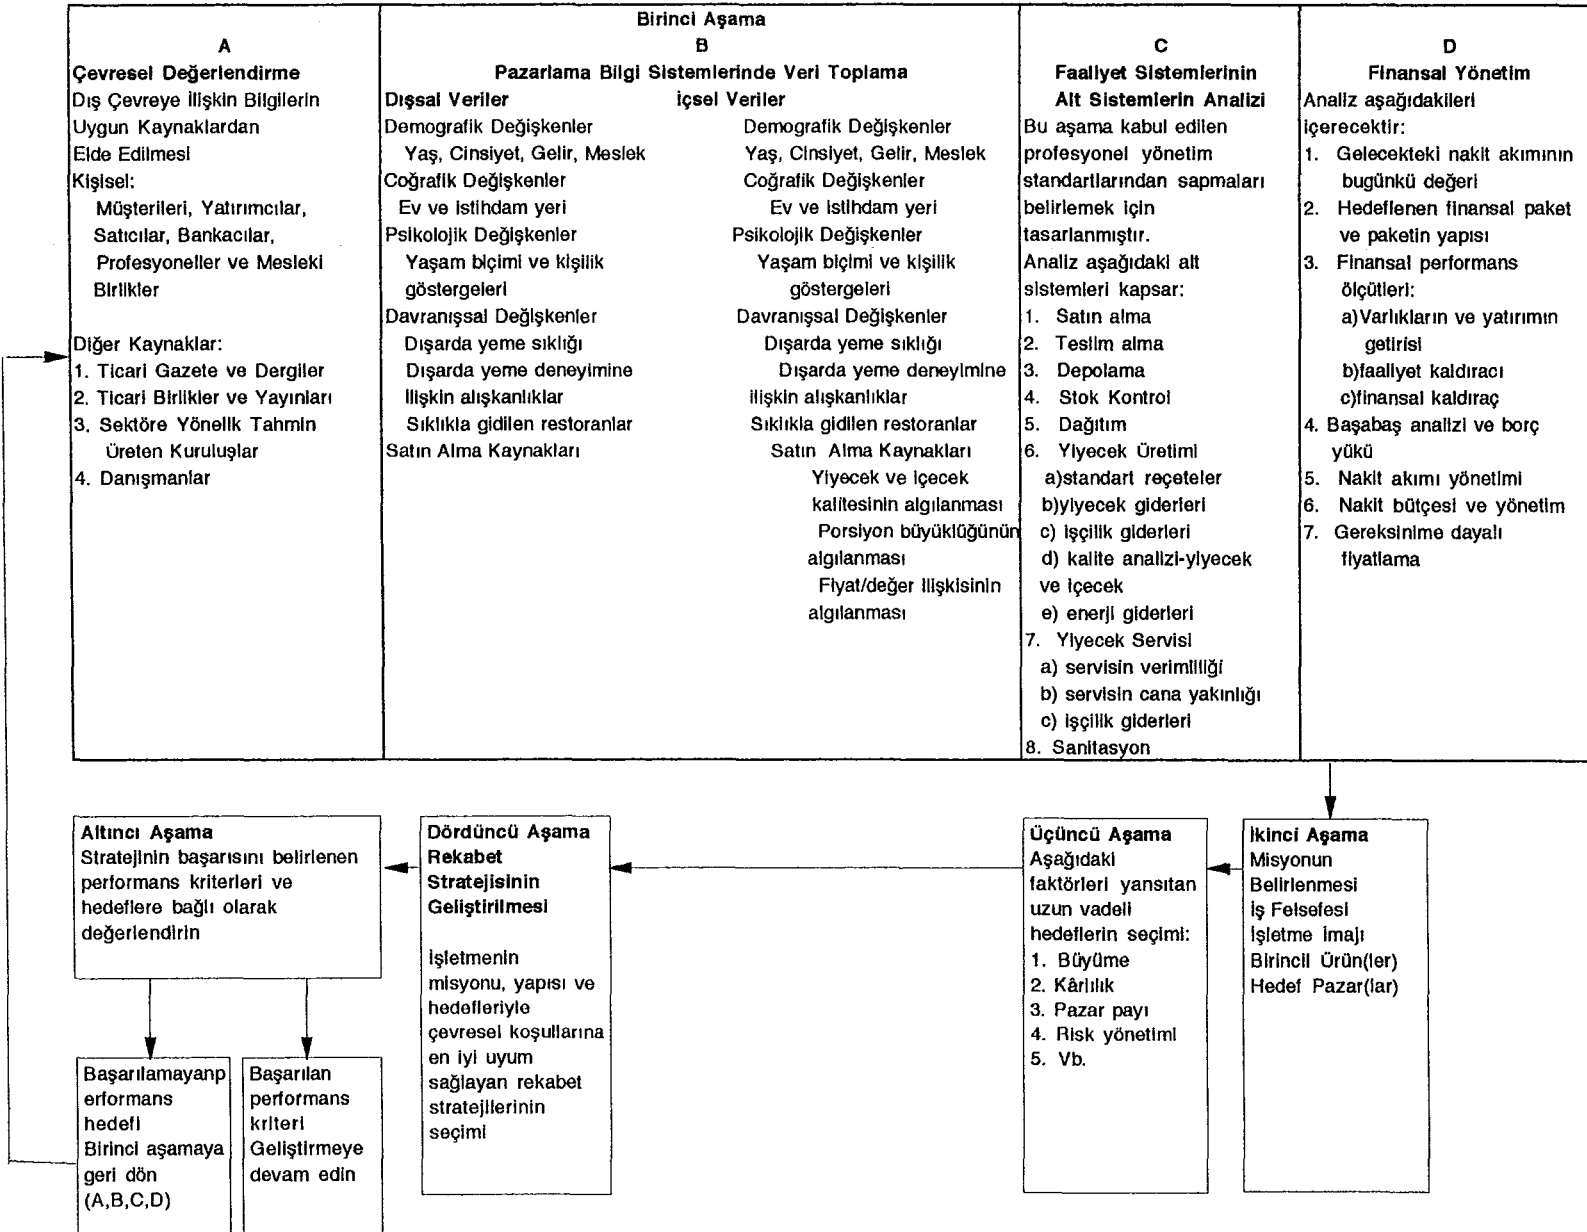 Birinci Aşama
A
Çevresel Değerlendirme
Dış Çevreye İlişkin Bilgilerin
Uygun Kaynaklardan
Elde Edilmesi
Kişisel:
Müşterileri, Yatırımcılar,
Satıcılar, Bankacılar,
Profesyoneller ve Mesleki
Birlikler
Diğer Kaynaklar:
1. Ticari Gazete ve Dergiler
2. Ticari Birlikler ve Yayınları
3. Sektöre Yönelik Tahmin
Üreten Kuruluşlar
4. Danışmanlar
B
Pazarlama Bilgi Sistemlerinde Veri Toplama
Dışsal Veriler
Demografik Değişkenler
Yaş, Cinsiyet, Gelir, Meslek
Coğrafik Değişkenler
Ev ve istihdam yeri
Psikolojik Değişkenler
Yaşam biçimi ve kişilik
göstergeleri
Davranışsal Değişkenler
Dışarda yeme sıklığı
Dışarda yeme deneyimine
ilişkin alışkanlıklar
Sıklıkla gidilen restoranlar
Satın Alma Kaynakları
içsel Veriler
Demografik Değişkenler
Yaş, Cinsiyet, Gelir, Meslek
Coğrafik Değişkenler
Ev ve istihdam yeri
Psikolojik Değişkenler
Yaşam biçimi ve kişilik
göstergeleri
Davranışsal Değişkenler
Dışarda yeme sıklığı
Dışarda yeme deneyimine
ilişkin alışkanlıklar
Sıklıkla gidilen restoranlar
Satın Alma Kaynakları
Yiyecek ve içecek
kalitesinin algılanması
Porsiyon büyüklüğünün
algılanması
Fiyat/değer ilişkisinin
algılanması
C
Faaliyet Sistemlerinin
Alt Sistemlerin Analizi
Bu aşama kabul edilen
profesyonel yönetim
standartlarından sapmaları
belirlemek için
tasarlanmıştır.
Analiz aşağıdaki alt
sistemleri kapsar:
1. Satın alma
2. Teslim alma
3. Depolama
4. Stok Kontrol
5. Dağıtım
6. Yiyecek Üretimi
a)standart reçeteler
b)yiyecek giderleri
c) işçilik giderleri
d) kalite analizi-yiyecek
ve içecek
e) enerji giderleri
7. Yiyecek Servisi
a) servisin verimliliği
b) servisin cana yakınlığı
c) işçilik giderleri
8. Sanitasyon
D
Finansal Yönetim
Analiz aşağıdakileri
içerecektir:
1. Gelecekteki nakit akımının
bugünkü değeri
2. Hedeflenen finansal paket
ve paketin yapısı
3. Finansal performans
ölçütleri:
a)Varlıkların ve yatırımın
getirisi
b)faaliyet kaldıracı
c)finansal kaldıraç
4. Başabaş analizi ve borç
yükü
5. Nakit akımı yönetimi
6. Nakit bütçesi ve yönetim
7. Gereksinime dayalı
fiyatlama
İkinci Aşama
Misyonun
Belirlenmesi
İş Felsefesi
İşletme İmajı
Birincil Ürün(ler)
Hedef Pazar(lar)
Üçüncü Aşama
Aşağıdaki
faktörleri yansıtan
uzun vadeli
hedeflerin seçimi:
1. Büyüme
2. Kârlılık
3. Pazar payı
4. Risk yönetimi
5. Vb.
Dördüncü Aşama
Rekabet
Stratejisinin
Geliştirilmesi
İşletmenin
misyonu, yapısı ve
hedefleriyle
çevresel koşullarına
en iyi uyum
sağlayan rekabet
stratejilerinin
seçimi
Altıncı Aşama
Stratejinin başarısını belirlenen
performans kriterleri ve
hedeflere bağlı olarak
değerlendirin
Başarılamayanp
erformans
hedefi
Birinci aşamaya
geri dön
(A,B,C,D)
Başarılan
performans
kriteri
Geliştirmeye
devam edin